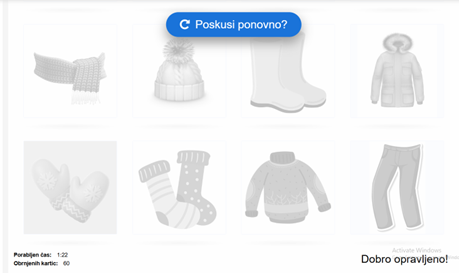 Poskusi ponovno?
Porabljen čas: 1:22
Obrnjenih kartic: 60
Activate Windows
Dobro opravljeno!